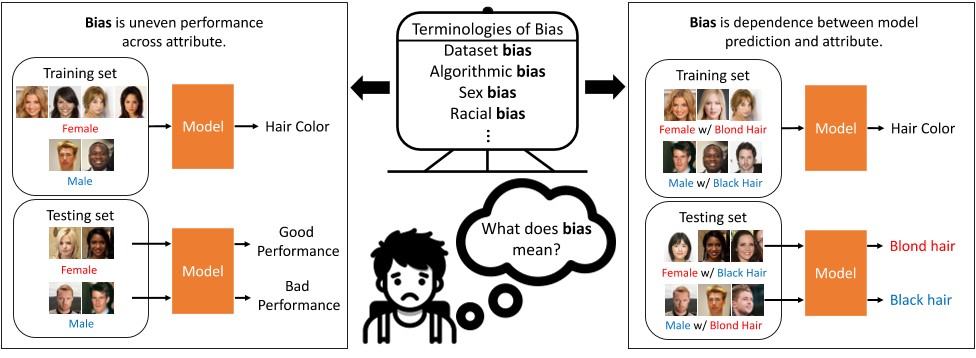 Bias is uneven performance
across attribute.
Training set
Female
Male
Model
Hair Color
Testing set
Female
Male
Model
Good
Performance
Bad
Performance
Terminologies of Bias
Dataset bias
Algorithmic bias
Sex bias
Racial bias
⋮
What does bias
mean?
Bias is dependence between model
prediction and attribute.
Training set
Female w/ Blond Hair
Male w/ Black Hair
Model
Hair Color
Testing set
Female w/ Black Hair
Male w/ Blond Hair
Model
Blond hair
Black hair